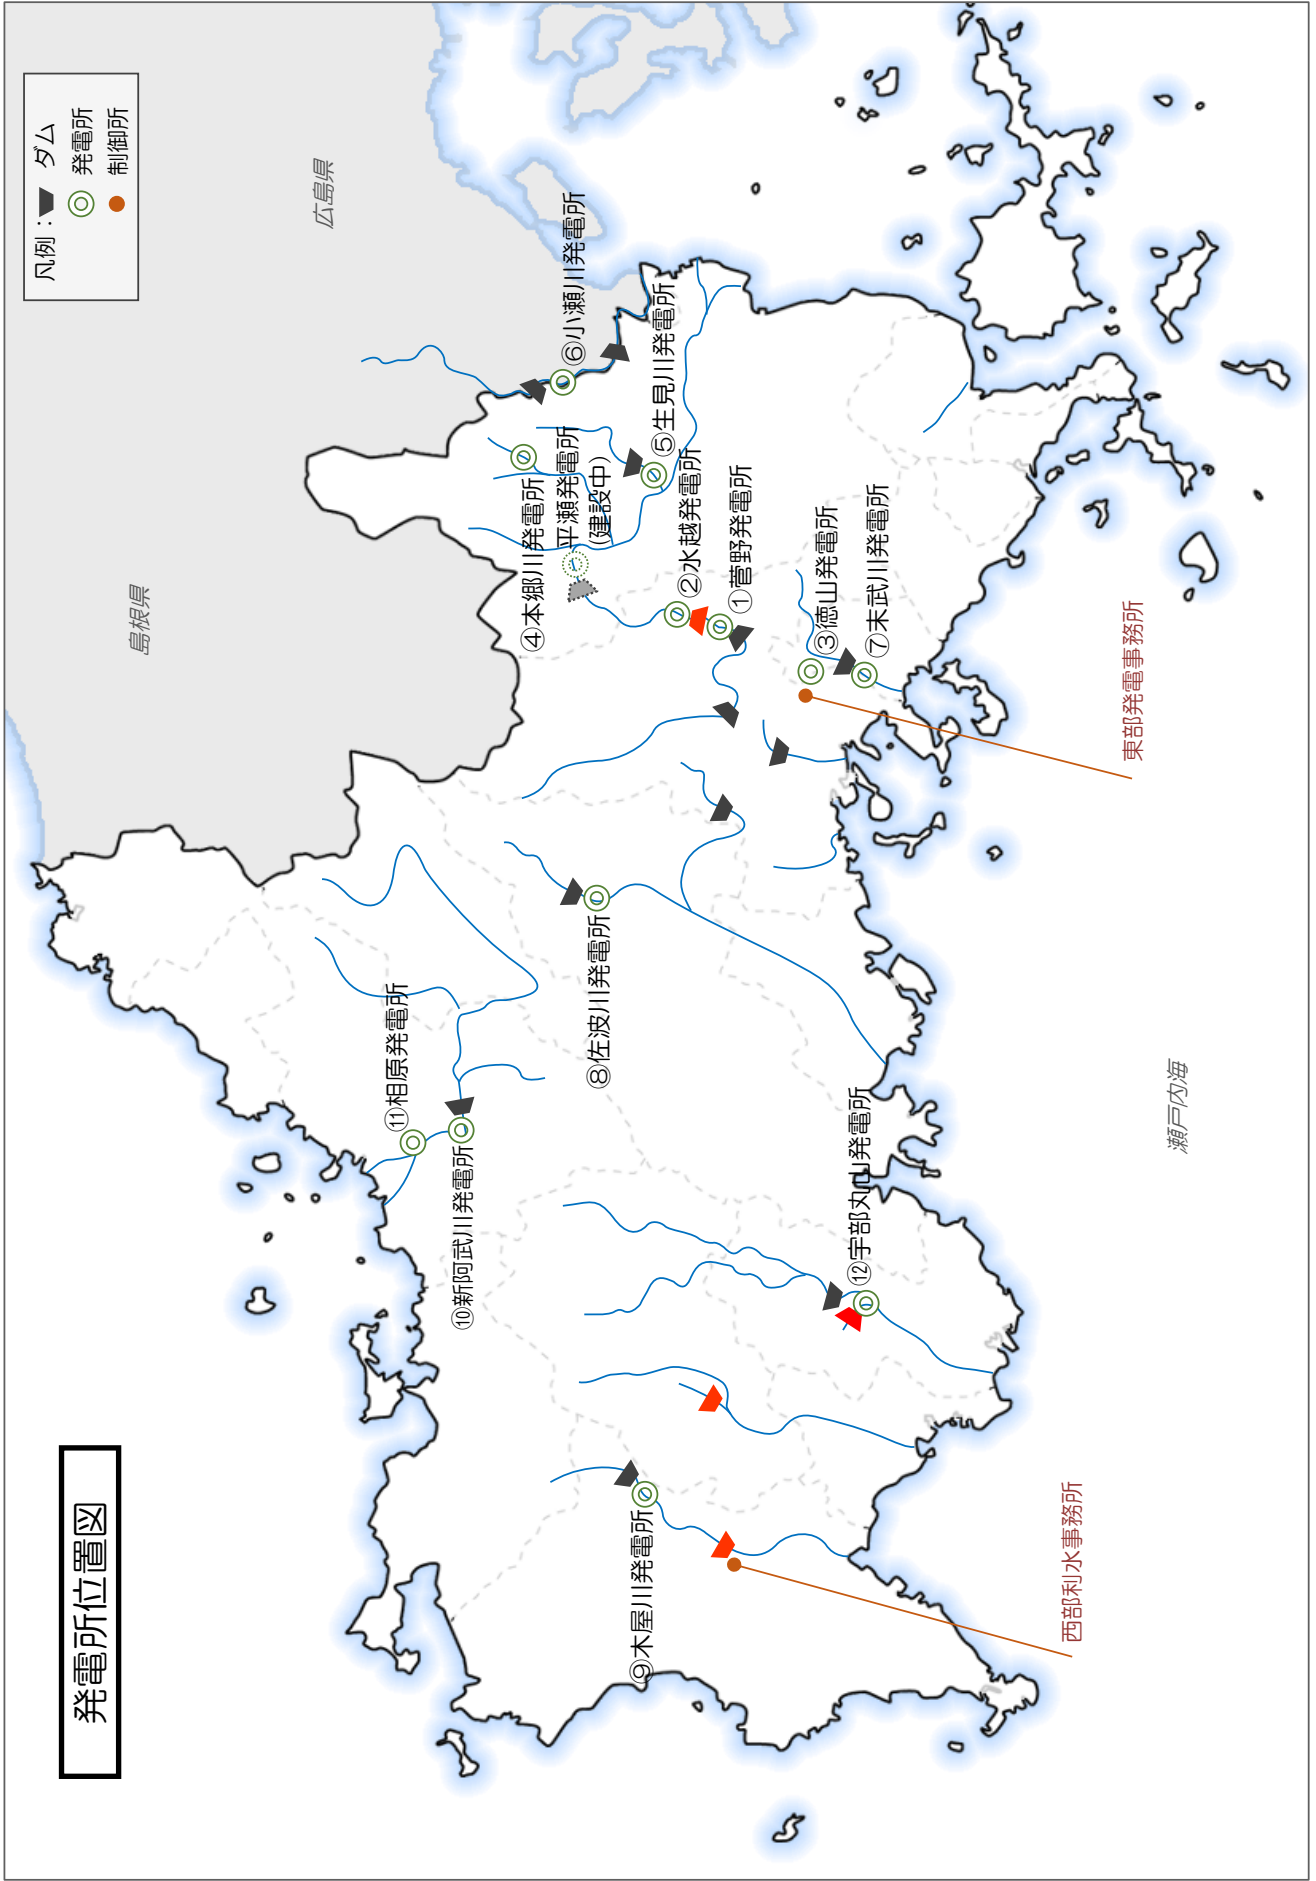 発電所位置図
凡例：ダム
発電所
制御所
島根県
広島県
⑪相原発電所
⑩新阿武川発電所
⑧佐波川発電所
④本郷川発電所
平瀬発電所
(建設中)
⑥小瀬川発電所
⑤生見川発電所
②水越発電所
①菅野発電所
③徳山発電所
⑦末武川発電所
⑨木屋川発電所
⑫宇部丸山発電所
西部利水事務所
東部発電事務所
瀬戸内海